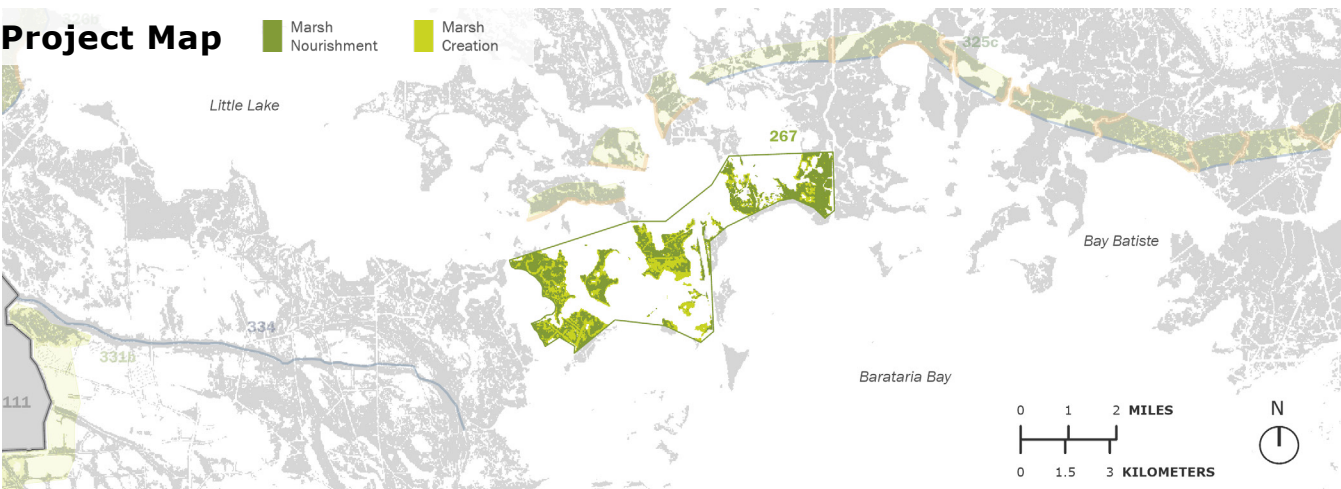 Project Map
Marsh
Nourishment
Marsh
Creation
325c
Little Lake
267
Bay Batiste
334
331b
Barataria Bay
111
0 1 2 MILES
0 1.5 3 KILOMETERS
N